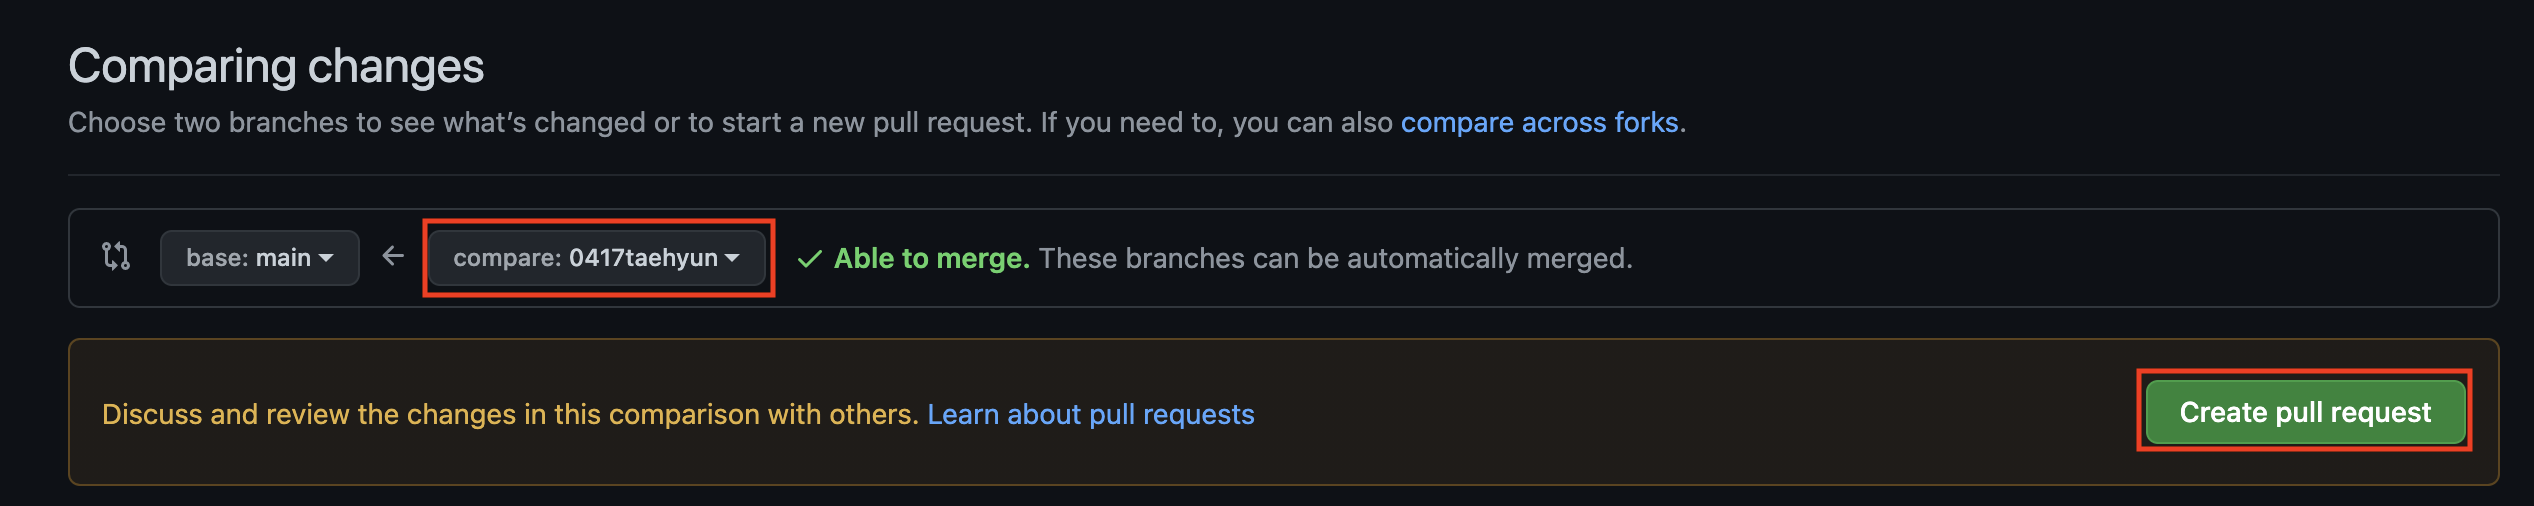 Comparing changes
Choose two branches to see what’s changed or to start a new pull request. If you need to, you can also compare across forks.
base: main compare: 0417taehyun Able to merge. These branches can be automatically merged.
Discuss and review the changes in this comparison with others. Learn about pull requests Create pull request